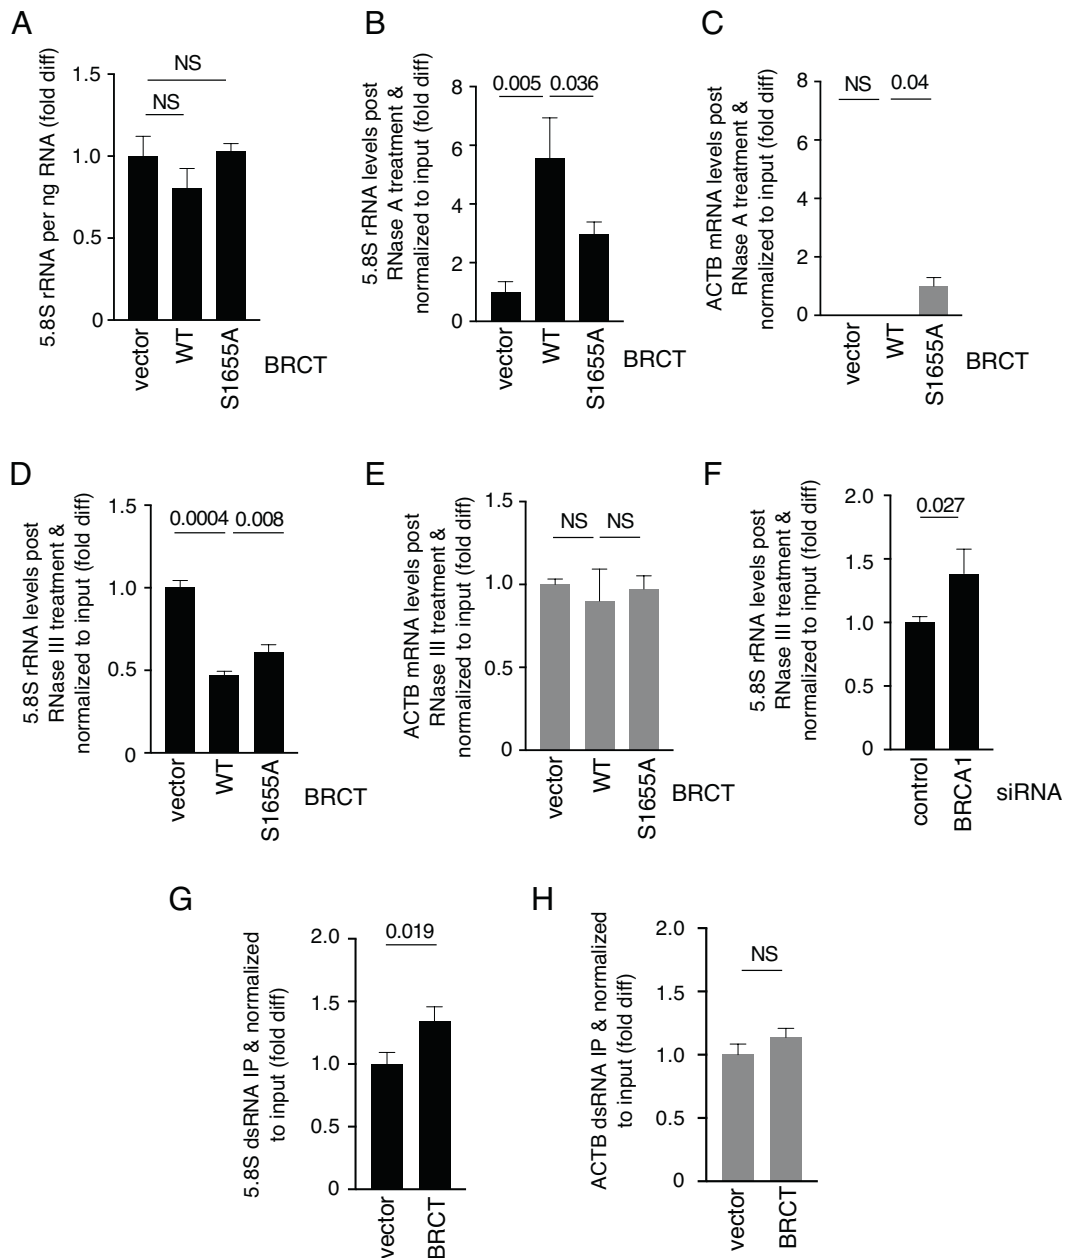 A
5.8S rRNA per ng RNA (fold diff)
1.5
1.0
0.5
0
NS
NS
vector
WT
S1655A
BRCT
B
5.8S rRNA levels post
RNase A treatment &
normalized to input (fold diff)
8
6
4
2
0
0.005
0.036
vector
WT
S1655A
BRCT
C
ACTB mRNA levels post
RNase A treatment &
normalized to input (fold diff)
8
6
4
2
0
NS
0.04
vector
WT
S1655A
BRCT
D
5.8S rRNA levels post
RNase III treatment &
normalized to input (fold diff)
1.5
1.0
0.5
0
0.0004
0.008
vector
WT
S1655A
BRCT
E
ACTB mRNA levels post
RNase III treatment &
normalized to input (fold diff)
1.5
1.0
0.5
0
NS
NS
vector
WT
S1655A
BRCT
F
5.8S rRNA levels post
RNase III treatment &
normalized to input (fold diff)
2.0
1.5
1.0
0.5
0
0.027
control
BRCA1
siRNA
G
5.8S dsRNA IP & normalized
to input (fold diff)
2.0
1.5
1.0
0.5
0
0.019
vector
BRCT
H
ACTB dsRNA IP & normalized
to input (fold diff)
2.0
1.5
1.0
0.5
0
NS
vector
BRCT